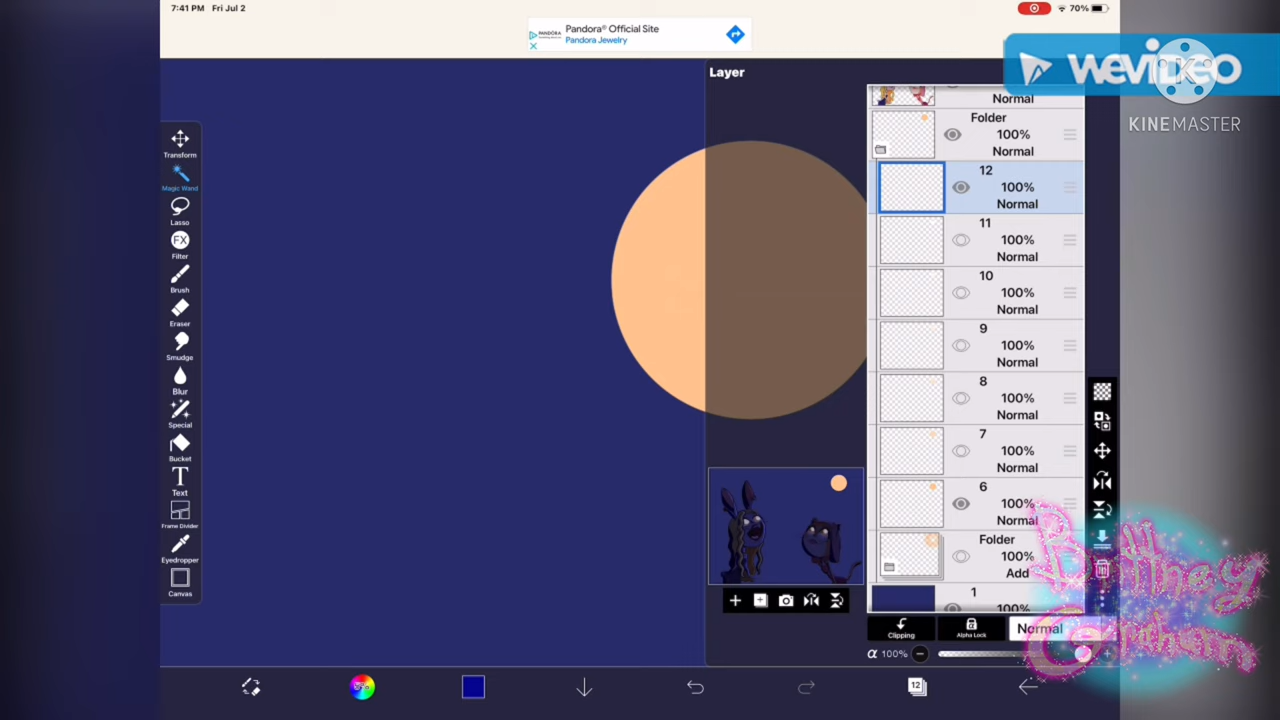 7:41 PM Fri Jul 2
70%
PANDORA
Pandora® Official Site
Pandora Jewelry
WEVIDEO
K
KINEMASTER
Layer
Normal
Folder
100%
Normal
12
100%
Normal
11
100%
Normal
10
100%
Normal
9
100%
Normal
8
100%
Normal
7
100%
Normal
6
100%
Normal
Folder
100%
Add
1
100%
Transform
Magic Wand
Lasso
FX
Filter
Brush
Eraser
Smudge
Blur
Special
Bucket
T
Text
Frame Divider
Eyedropper
Canvas
Clipping
Alpha Lock
Normal
α 100%
12